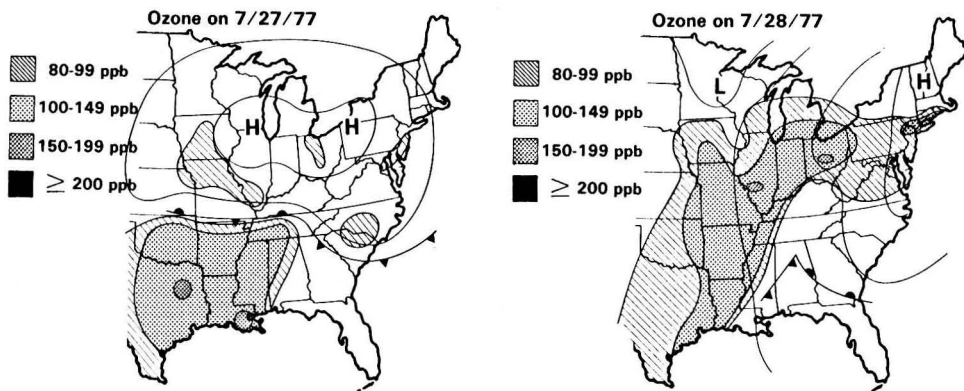 Ozone on 7/27/77
80-99 ppb
100-149 ppb
150-199 ppb
≥ 200 ppb
H
H
Ozone on 7/28/77
80-99 ppb
100-149 ppb
150-199 ppb
≥ 200 ppb
L
H